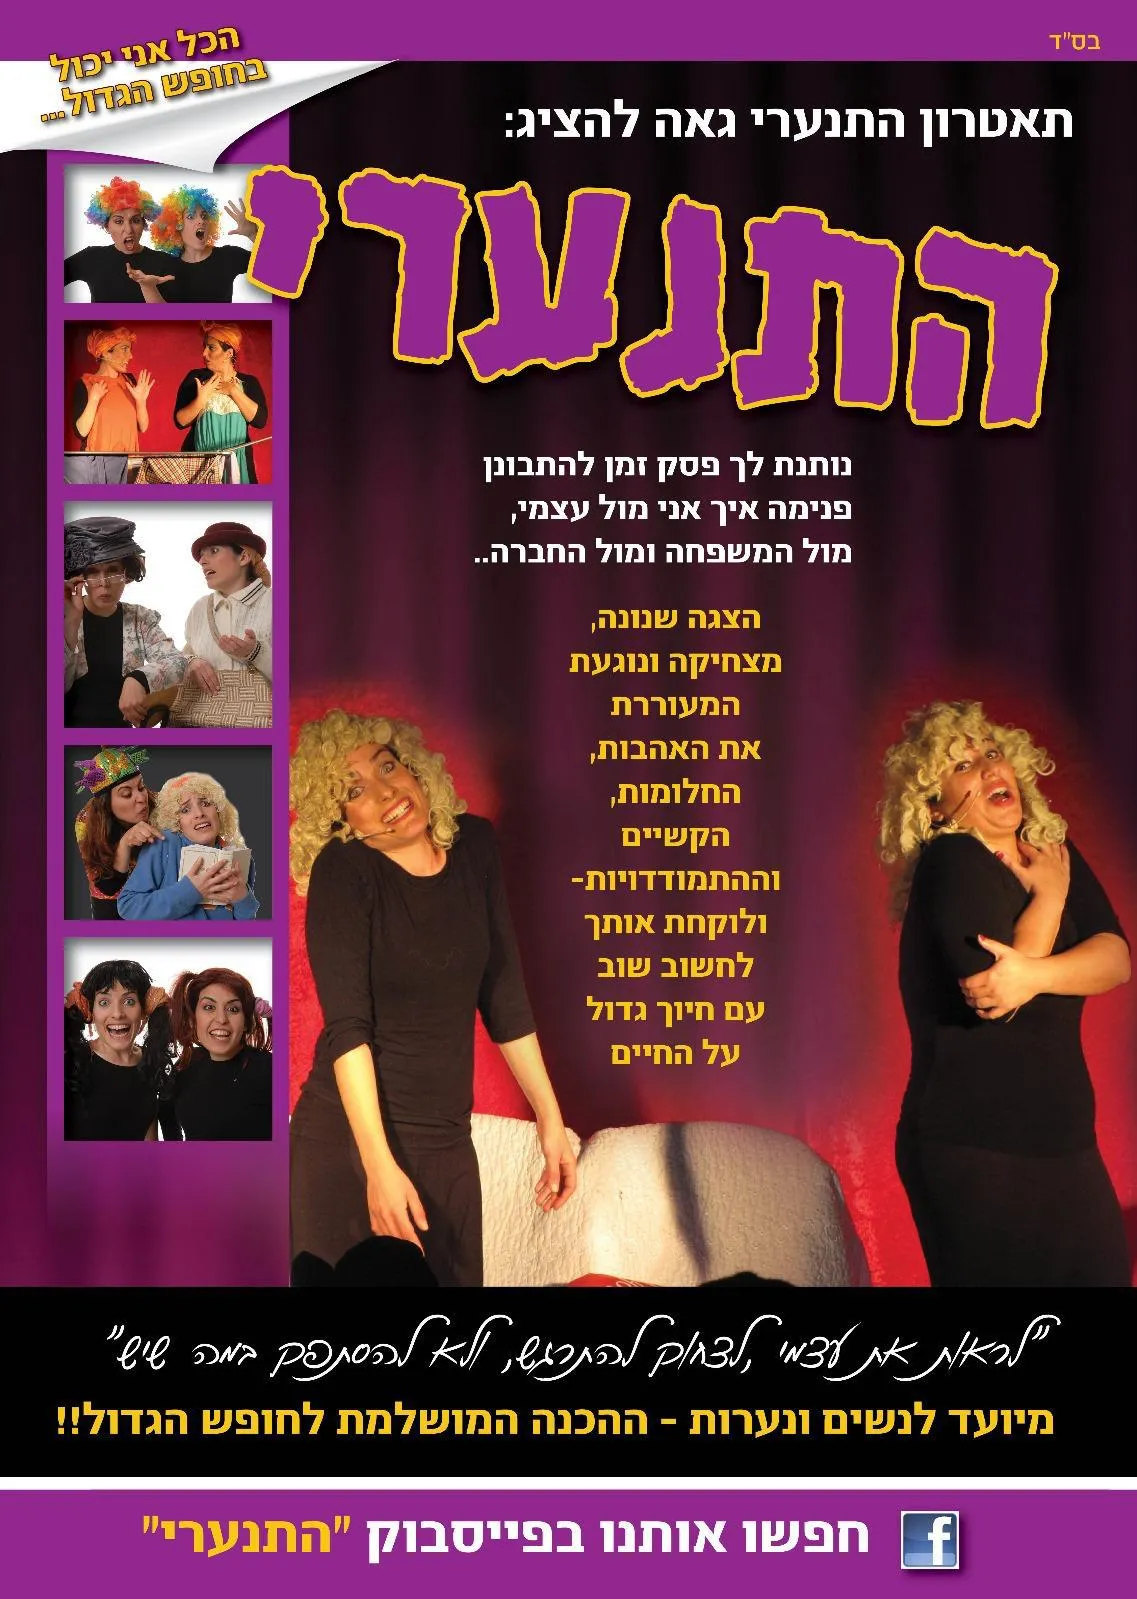 בס"ד
הכל אני יכול
בחופש הגדול...
תאטרון התנערי גאה להציג:
התנערי
נותנת לך פסק זמן להתבונן
פנימה איך אני מול עצמי,
מול המשפחה ומול החברה..
הצגה שנונה,
מצחיקה ונוגעת
המעוררת
את האהבות,
החלומות,
הקשיים
וההתמודדויות-
ולוקחת אותך
לחשוב שוב
עם חיוך גדול
על החיים
"לראות את עצמי, לצחוק להתרגש, ולא להסתפק במה שיש"
מיועד לנשים ונערות - ההכנה המושלמת לחופש הגדול!!
חפשו אותנו בפייסבוק "התנערי"
f